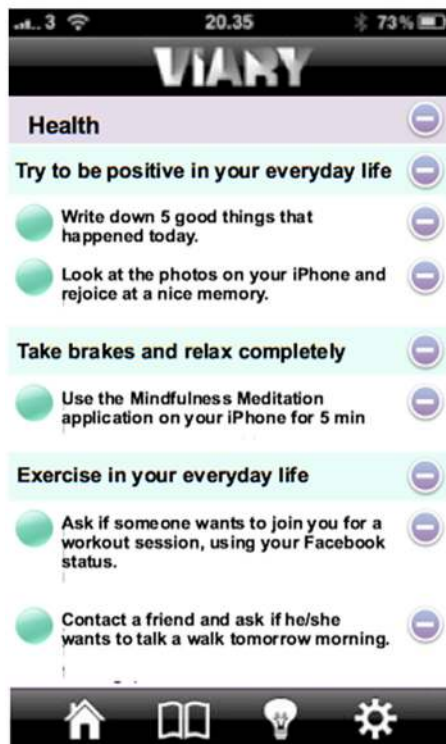 3 20.35 73%
VIARY
Health
Try to be positive in your everyday life
Write down 5 good things that
happened today.
Look at the photos on your iPhone and
rejoice at a nice memory.
Take brakes and relax completely
Use the Mindfulness Meditation
application on your iPhone for 5 min
Exercise in your everyday life
Ask if someone wants to join you for a
workout session, using your Facebook
status.
Contact a friend and ask if he/she
wants to talk a walk tomorrow morning.